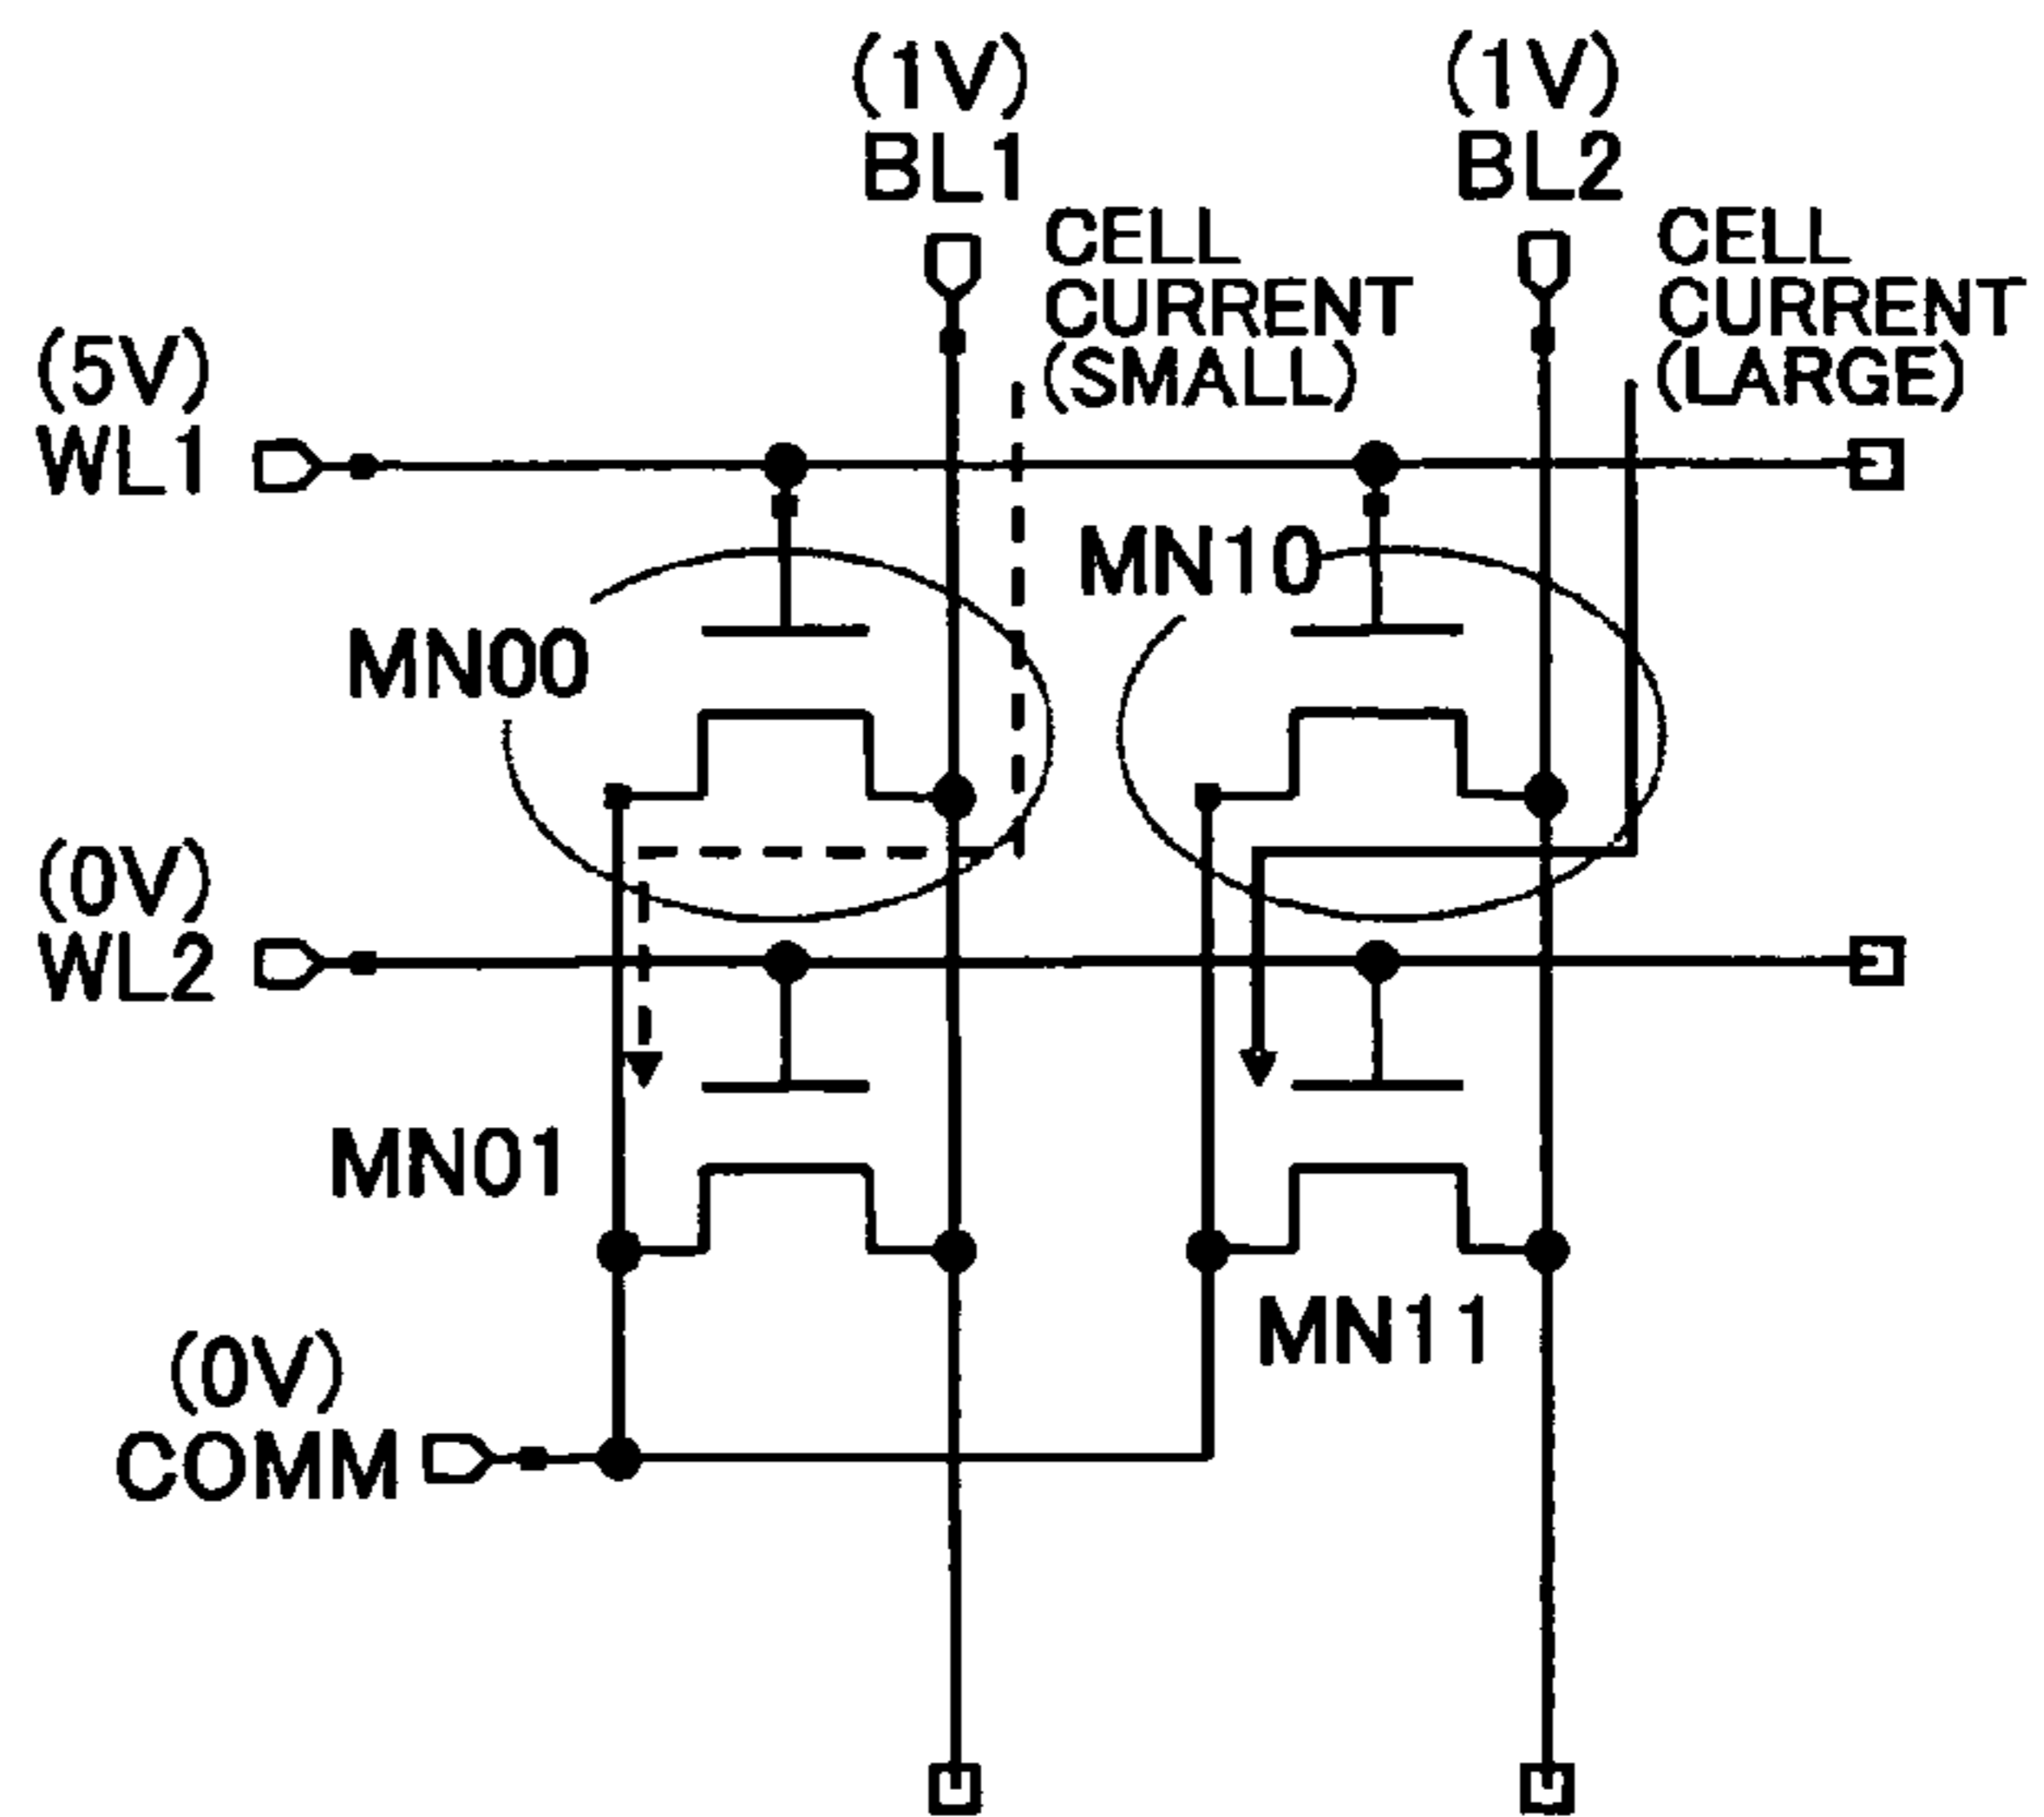 (1V)
BL1
(1V)
BL2
CELL
CURRENT
(SMALL)
CELL
CURRENT
(LARGE)
(5V)
WL1
MN10
MN00
(0V)
WL2
MN01
MN11
(0V)
COMM